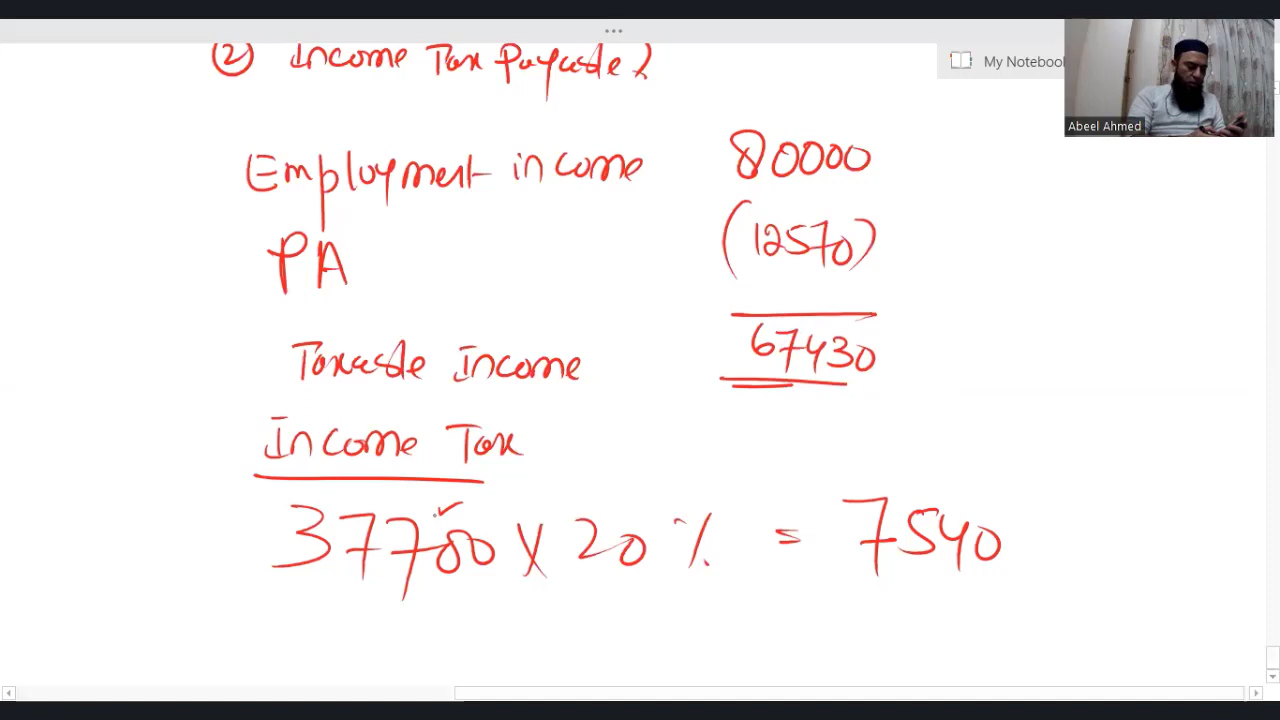 ② Income Tax Payable?
My Notebook
Abeel Ahmed
Employment income 80000
PA (12570)
Taxable Income 67430
Income Tax
37700 x 20 % = 7540